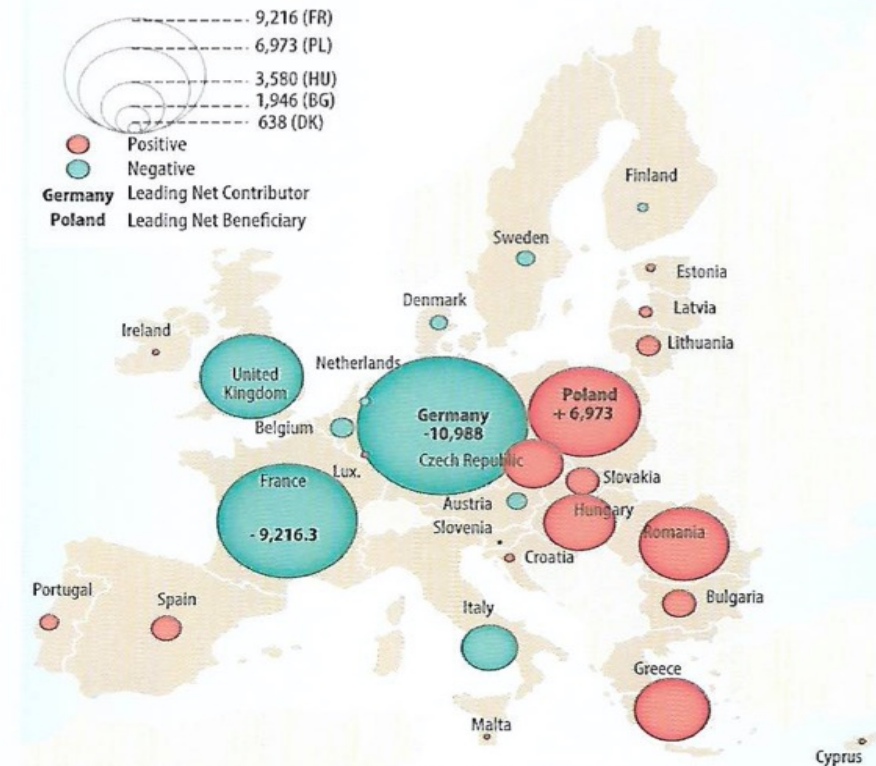 9,216 (FR)
6,973 (PL)
3,580 (HU)
1,946 (BG)
638 (DK)
Positive
Negative
Germany Leading Net Contributor
Poland Leading Net Beneficiary
Finland
Sweden
Estonia
Denmark
Latvia
Ireland
Lithuania
Netherlands
United
Kingdom
Poland
+ 6,973
Germany
-10,988
Belgium
Czech Republic
Lux.
Slovakia
France
Austria
Hungary
Slovenia
- 9,216.3
Romania
Croatia
Portugal
Spain
Bulgaria
Italy
Greece
Malta
Cyprus